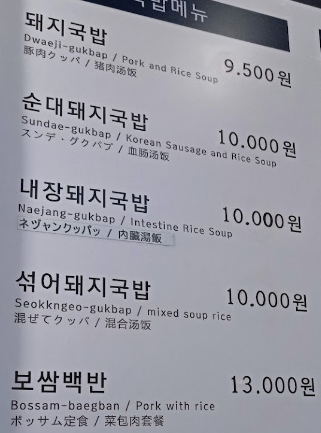 국밥메뉴
돼지국밥
Dwaeji-gukbap / Pork and Rice Soup 9.500원
豚肉クッパ / 猪肉汤饭
순대돼지국밥
Sundae-gukbap / Korean Sausage and Rice Soup 10.000원
スンデ・グクパプ / 血肠汤饭
내장돼지국밥
Naejang-gukbap / Intestine Rice Soup 10.000원
ネヂャンクッパッ / 内臓湯飯
섞어돼지국밥
Seokkngeo-gukbap / mixed soup rice 10.000원
混ぜてクッパ / 混合汤饭
보쌈백반 13.000원
Bossam-baegban / Pork with rice
ボッサム定食 / 菜包肉套餐